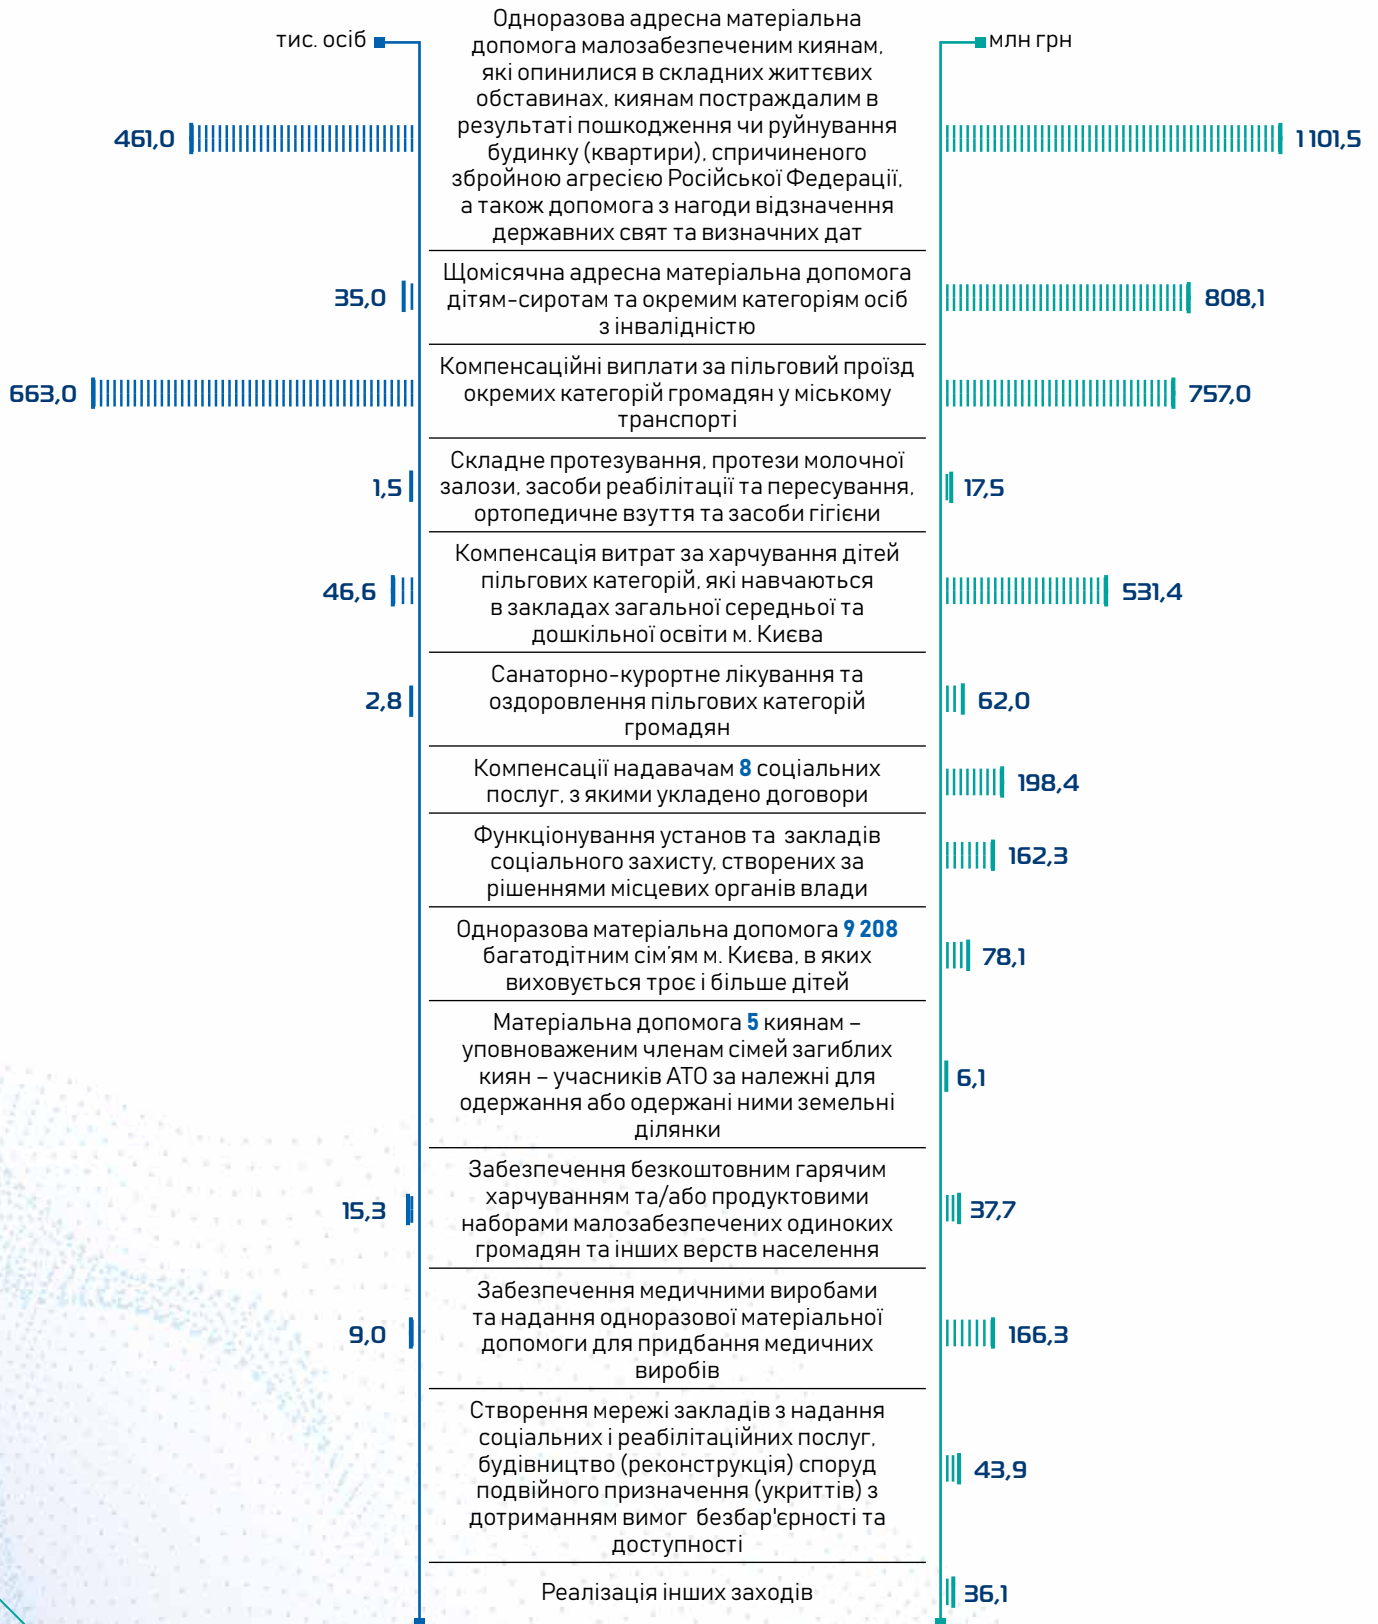 тис. осіб
млн грн
Одноразова адресна матеріальна
допомога малозабезпеченим киянам,
які опинилися в складних життєвих
обставинах, киянам постраждалим в
результаті пошкодження чи руйнування
будинку (квартири), спричиненого
збройною агресією Російської Федерації,
а також допомога з нагоди відзначення
державних свят та визначних дат
461,0
1 101,5
Щомісячна адресна матеріальна допомога
дітям-сиротам та окремим категоріям осіб
з інвалідністю
35,0
808,1
Компенсаційні виплати за пільговий проїзд
окремих категорій громадян у міському
транспорті
663,0
757,0
Складне протезування, протези молочної
залози, засоби реабілітації та пересування,
ортопедичне взуття та засоби гігієни
1,5
17,5
Компенсація витрат за харчування дітей
пільгових категорій, які навчаються
в закладах загальної середньої та
дошкільної освіти м. Києва
46,6
531,4
Санаторно-курортне лікування та
оздоровлення пільгових категорій
громадян
2,8
62,0
Компенсації надавачам 8 соціальних
послуг, з якими укладено договори
198,4
Функціонування установ та закладів
соціального захисту, створених за
рішеннями місцевих органів влади
162,3
Одноразова матеріальна допомога 9 208
багатодітним сім’ям м. Києва, в яких
виховується троє і більше дітей
78,1
Матеріальна допомога 5 киянам –
уповноваженим членам сімей загиблих
киян – учасників АТО за належні для
одержання або одержані ними земельні
ділянки
6,1
Забезпечення безкоштовним гарячим
харчуванням та/або продуктовими
наборами малозабезпечених одиноких
громадян та інших верств населення
15,3
37,7
Забезпечення медичними виробами
та надання одноразової матеріальної
допомоги для придбання медичних
виробів
9,0
166,3
Створення мережі закладів з надання
соціальних і реабілітаційних послуг,
будівництво (реконструкція) споруд
подвійного призначення (укриттів) з
дотриманням вимог безбар'єрності та
доступності
43,9
Реалізація інших заходів
36,1